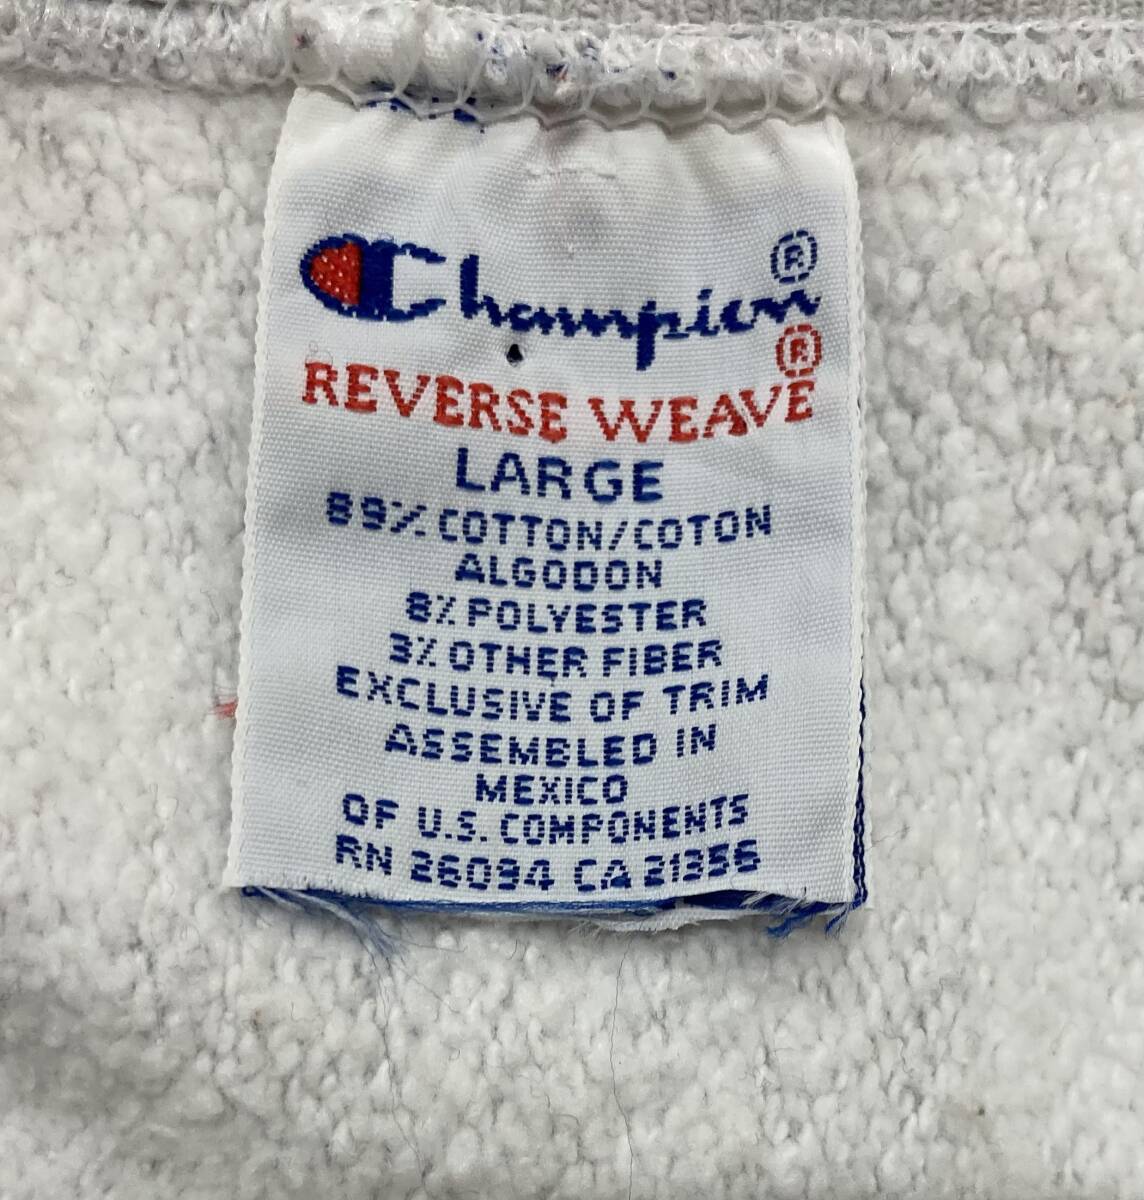 Champion®
REVERSE WEAVE®
LARGE
89% COTTON/COTON
ALGODON
8% POLYESTER
3% OTHER FIBER
EXCLUSIVE OF TRIM
ASSEMBLED IN
MEXICO
OF U.S. COMPONENTS
RN 26094 CA 21356